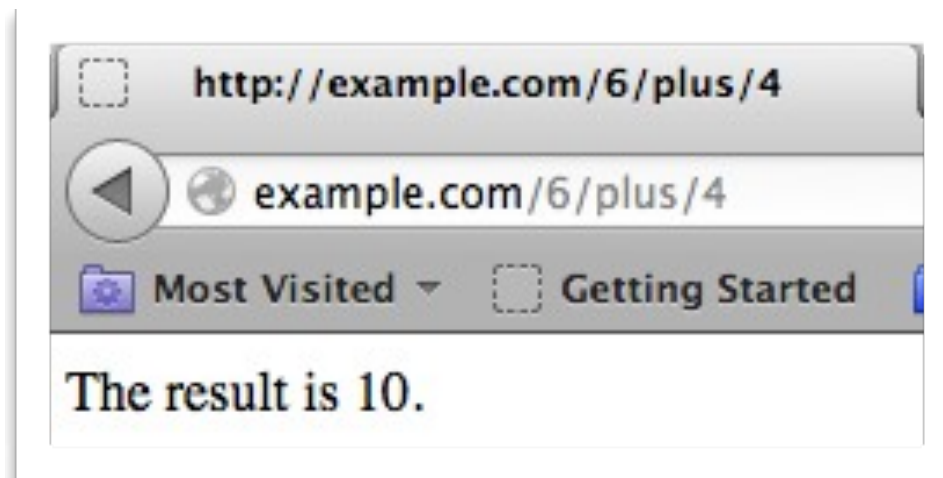 http://example.com/6/plus/4
example.com/6/plus/4
Most Visited Getting Started
The result is 10.